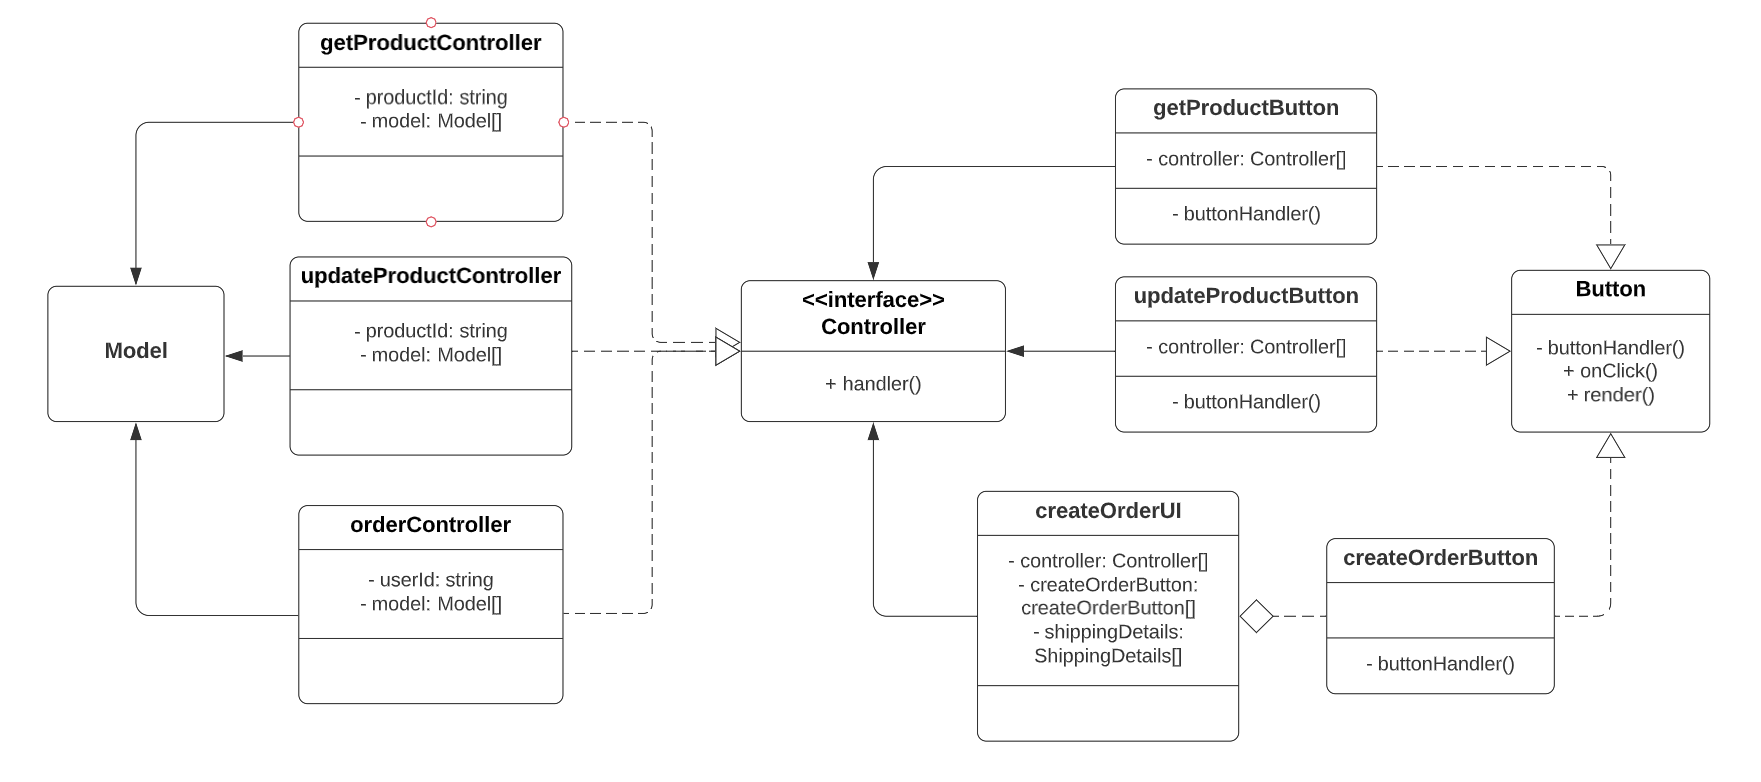 getProductController
- productId: string
- model: Model[]
updateProductController
- productId: string
- model: Model[]
orderController
- userId: string
- model: Model[]
Model
<<interface>>
Controller
+ handler()
getProductButton
- controller: Controller[]
- buttonHandler()
updateProductButton
- controller: Controller[]
- buttonHandler()
createOrderUI
- controller: Controller[]
- createOrderButton:
createOrderButton[]
- shippingDetails:
ShippingDetails[]
createOrderButton
- buttonHandler()
Button
- buttonHandler()
+ onClick()
+ render()